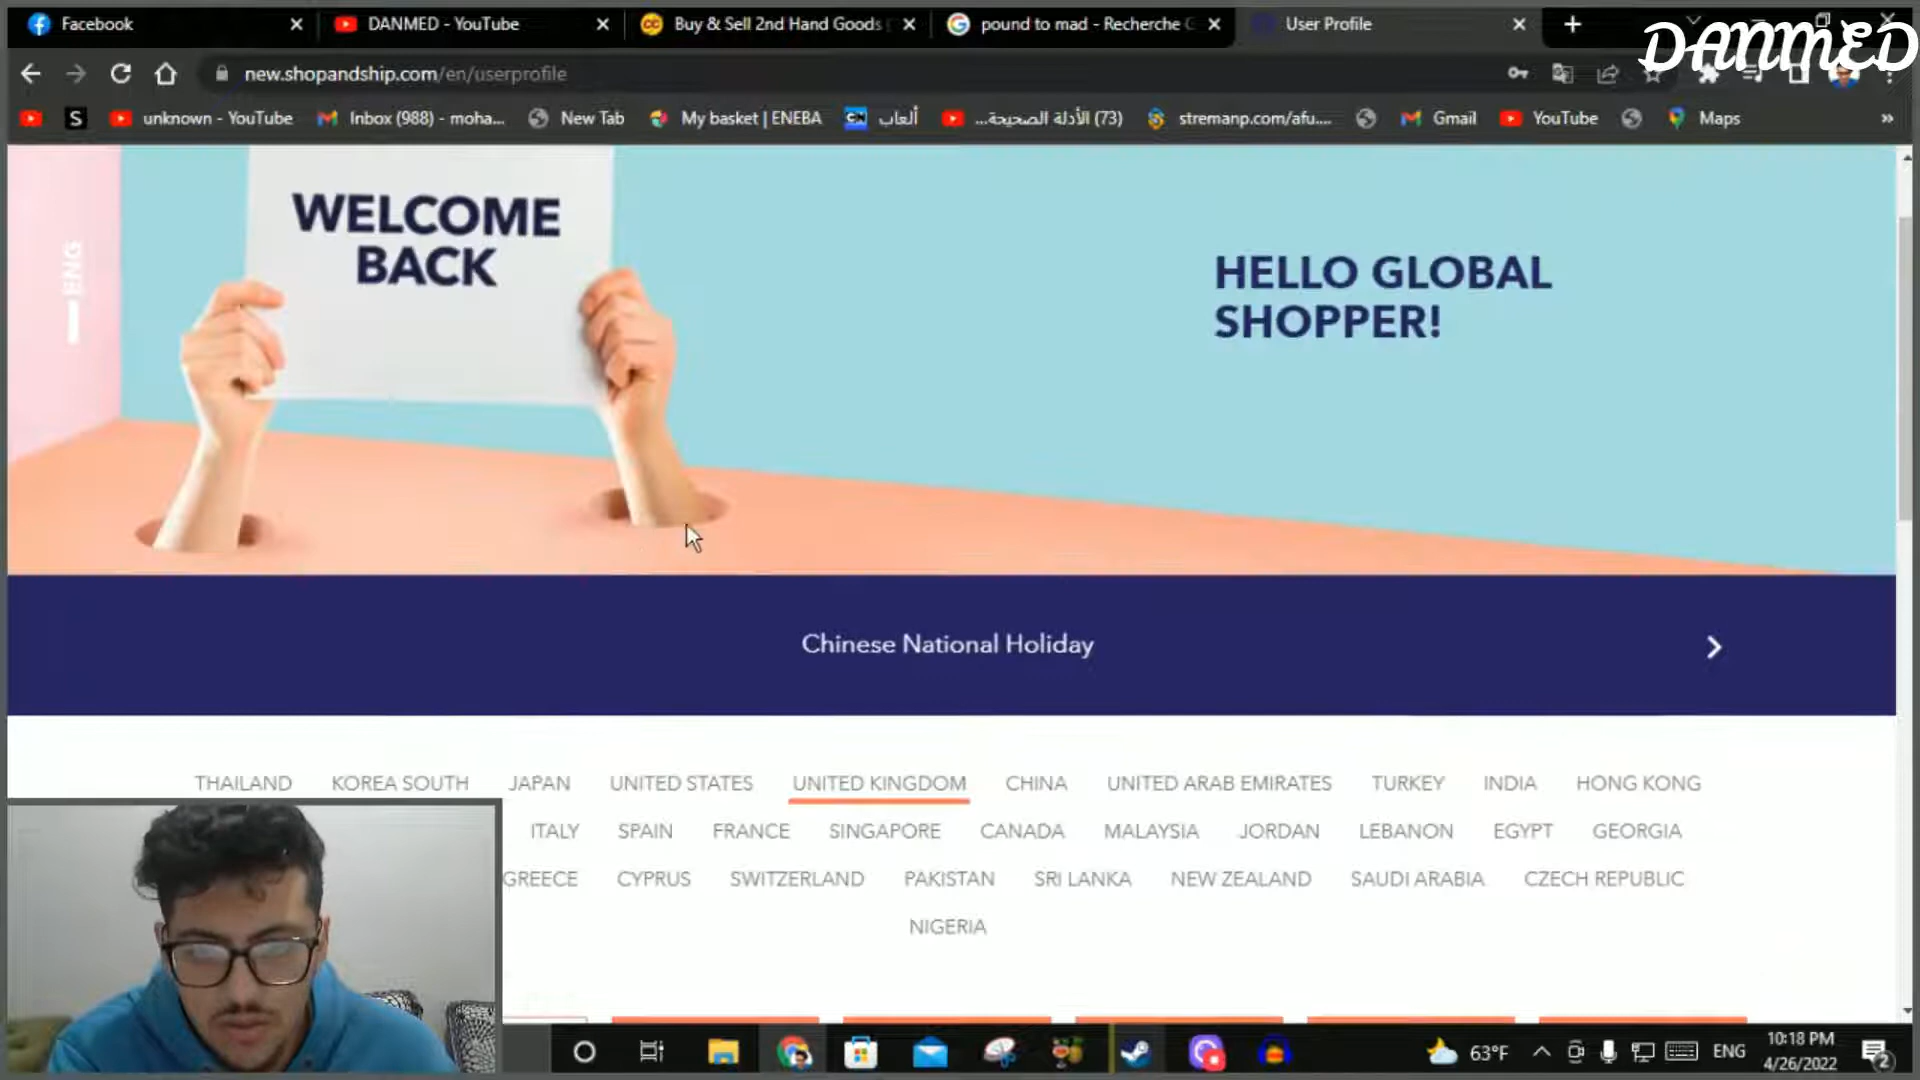 Facebook
DANMED - YouTube
Buy & Sell 2nd Hand Goods
pound to mad - Recherche G
User Profile
DANMED
new.shopandship.com/en/userprofile
unknown - YouTube
Inbox (988) - moha...
New Tab
My basket | ENEBA
ألعاب
(73) الأدلة الصحيحة...
stremanp.com/afu....
Gmail
YouTube
Maps
»
ENG
WELCOME
BACK
HELLO GLOBAL
SHOPPER!
Chinese National Holiday
THAILAND KOREA SOUTH JAPAN UNITED STATES UNITED KINGDOM CHINA UNITED ARAB EMIRATES TURKEY INDIA HONG KONG
ITALY SPAIN FRANCE SINGAPORE CANADA MALAYSIA JORDAN LEBANON EGYPT GEORGIA
GREECE CYPRUS SWITZERLAND PAKISTAN SRI LANKA NEW ZEALAND SAUDI ARABIA CZECH REPUBLIC
NIGERIA
63°F
ENG
10:18 PM
4/26/2022
2